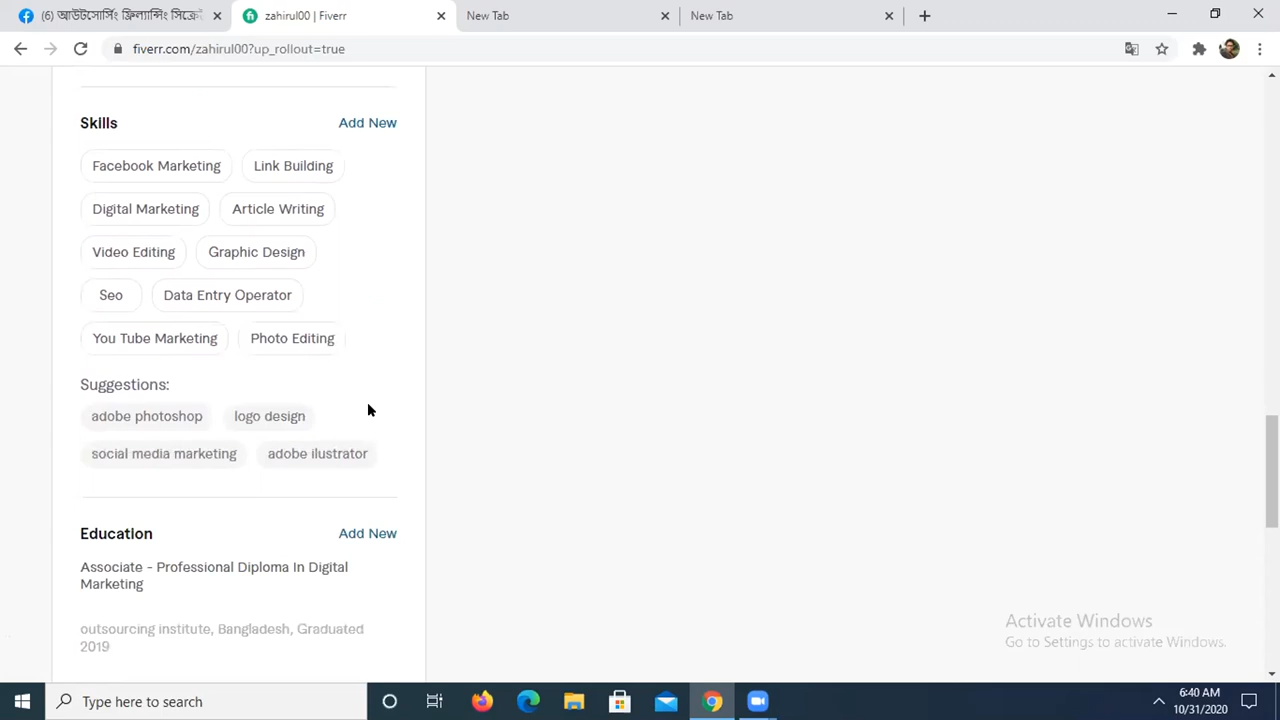 (6) আউটসোর্সিং ফ্রিল্যান্সিং সিক্রে
zahirul00 | Fiverr
New Tab
New Tab
fiverr.com/zahirul00?up_rollout=true
Skills
Add New
Facebook Marketing
Link Building
Digital Marketing
Article Writing
Video Editing
Graphic Design
Seo
Data Entry Operator
You Tube Marketing
Photo Editing
Suggestions:
adobe photoshop
logo design
social media marketing
adobe ilustrator
Education
Add New
Associate - Professional Diploma In Digital
Marketing
outsourcing institute, Bangladesh, Graduated
2019
Activate Windows
Go to Settings to activate Windows.
Type here to search
6:40 AM
10/31/2020